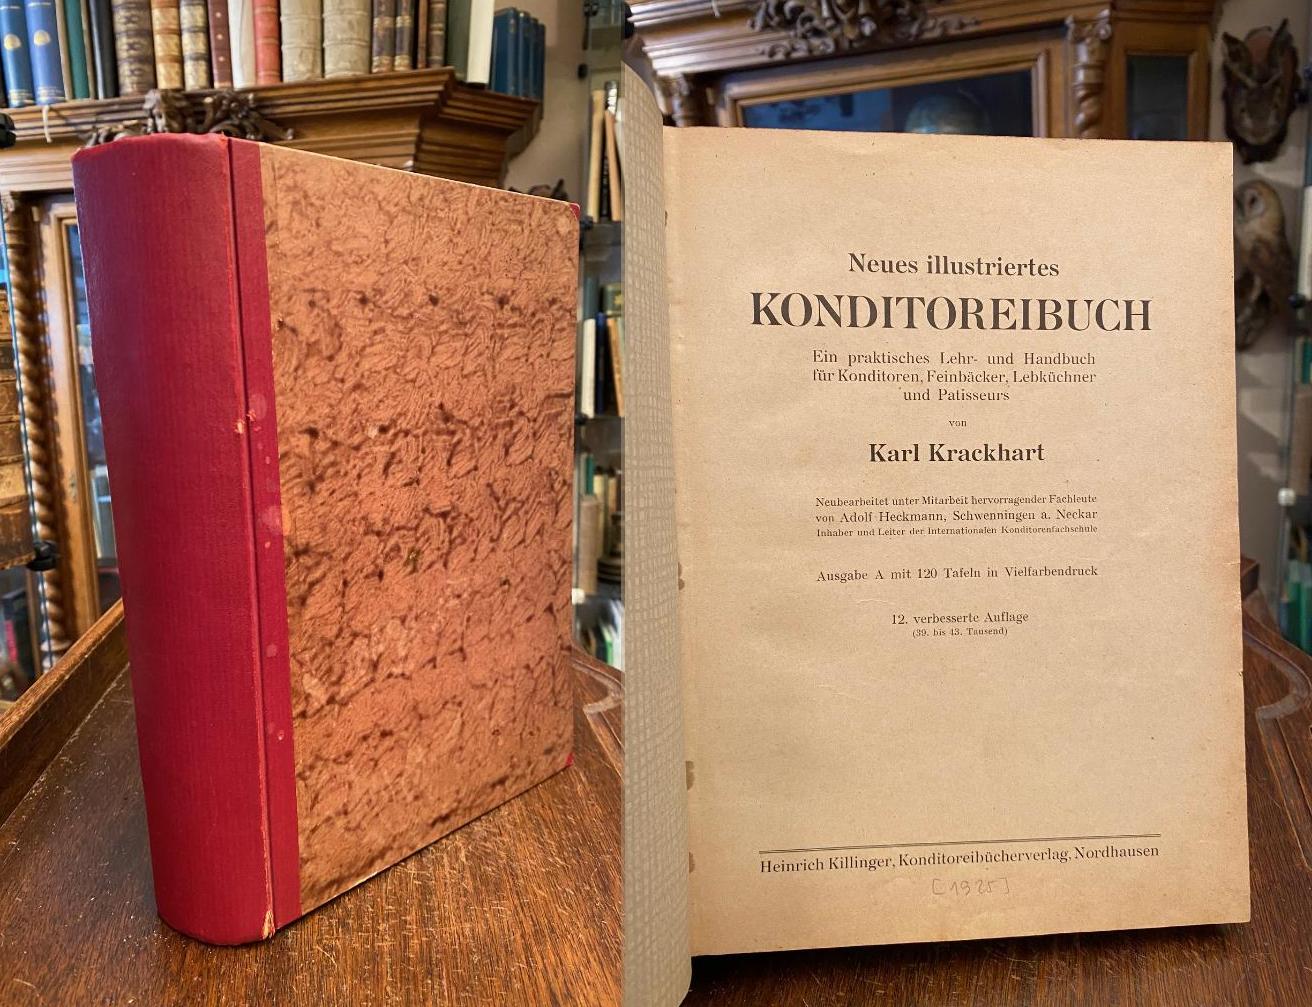 Neues illustriertes
KONDITOREIBUCH
Ein praktisches Lehr- und Handbuch
für Konditoren, Feinbäcker, Lebküchner
und Patisseurs
von
Karl Krackhart
Neubearbeitet unter Mitarbeit hervorragender Fachleute
von Adolf Heckmann, Schwenningen a. Neckar
Inhaber und Leiter der Internationalen Konditorenfachschule
Ausgabe A mit 120 Tafeln in Vielfarbendruck
12. verbesserte Auflage
(39. bis 43. Tausend)
Heinrich Killinger, Konditoreibücherverlag, Nordhausen
[1925]